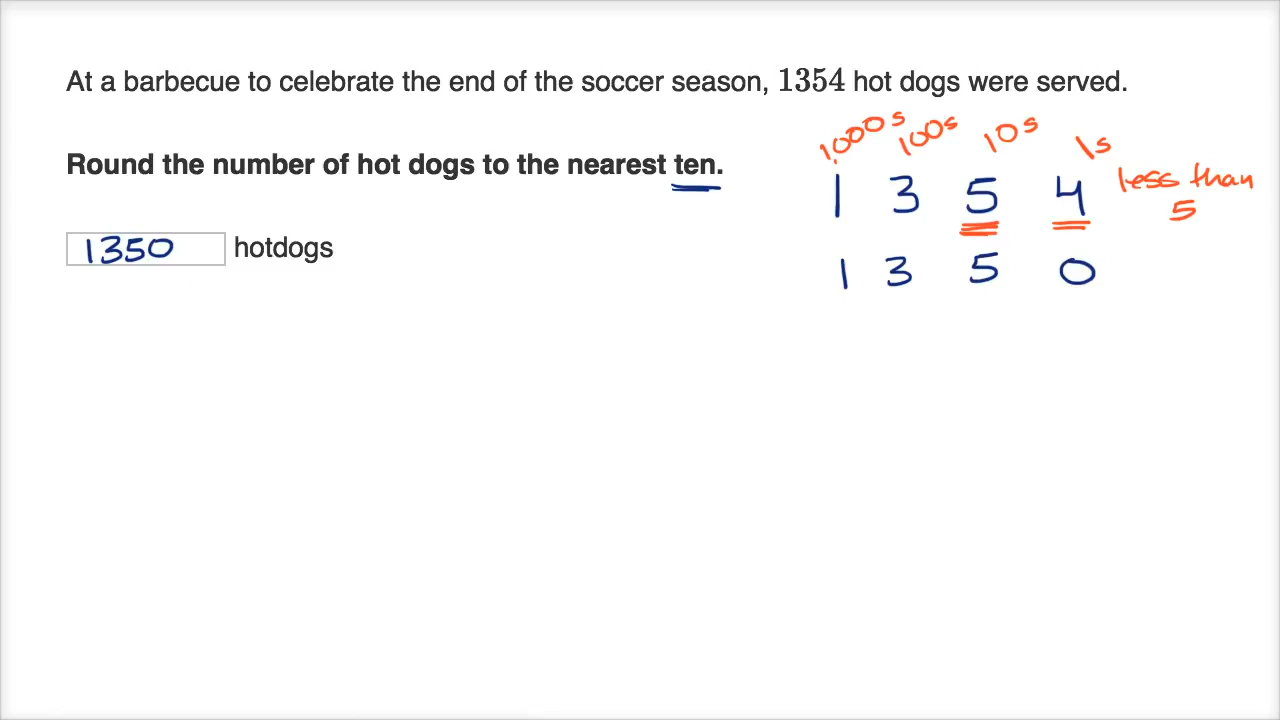 At a barbecue to celebrate the end of the soccer season, 1354 hot dogs were served.
1,000s 100s 10s 1s
Round the number of hot dogs to the nearest ten.
1 3 5 4 less than
5
1350 hotdogs
1 3 5 0